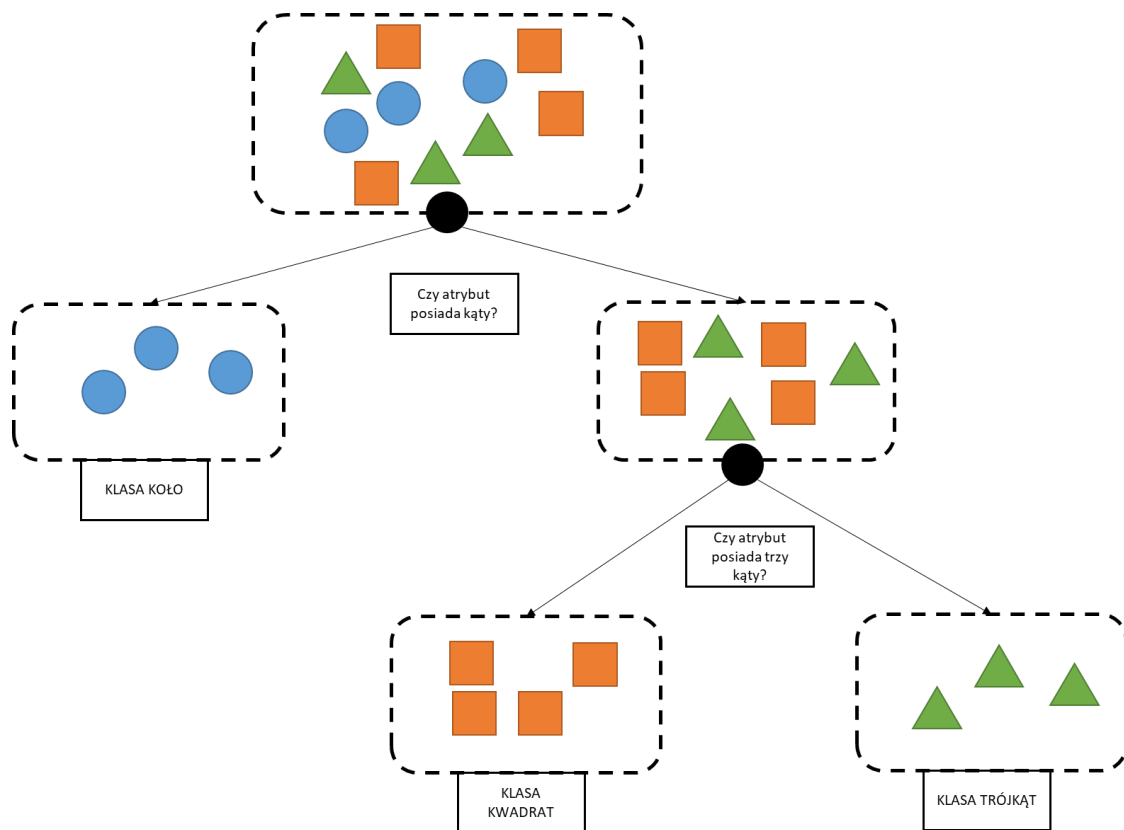 Czy atrybut
posiada kąty?
KLASA KOŁO
Czy atrybut
posiada trzy
kąty?
KLASA
KWADRAT
KLASA TRÓJKĄT